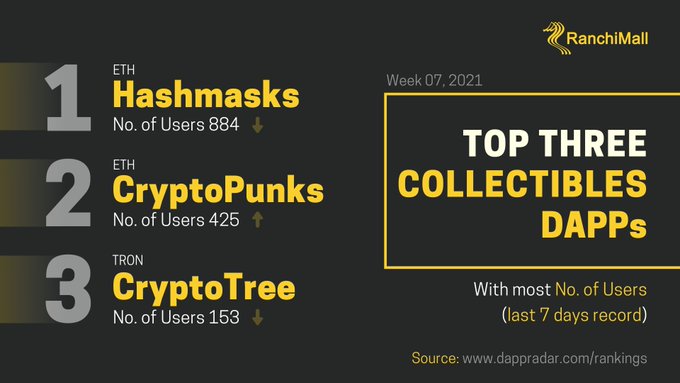 RanchiMall
Week 07, 2021
TOP THREE
COLLECTIBLES
DAPPs
With most No. of Users
(last 7 days record)
1
ETH
Hashmasks
No. of Users 884
2
ETH
CryptoPunks
No. of Users 425
3
TRON
CryptoTree
No. of Users 153
Source: www.dappradar.com/rankings